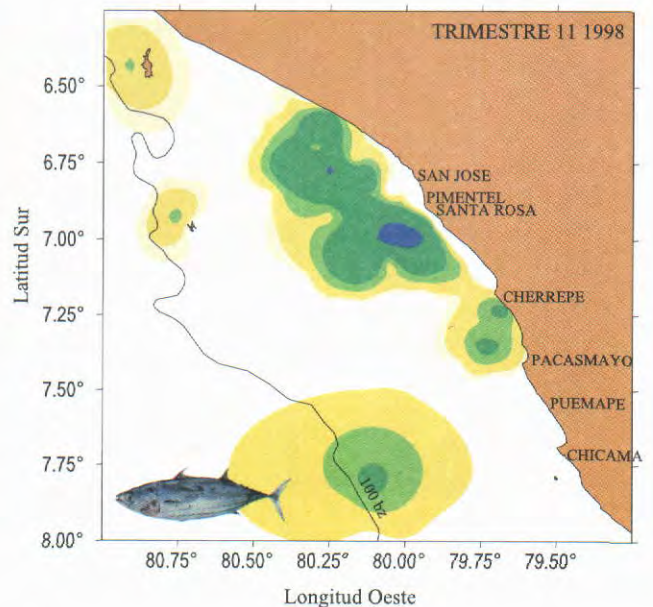 TRIMESTRE 11 1998
6.50°
6.75°
SAN JOSE
PIMENTEL
SANTA ROSA
7.00°
Latitud Sur
CHERREPE
7.25°
PACASMAYO
7.50°
PUEMAPE
CHICAMA
7.75°
100 bz
8.00°
80.75° 80.50° 80.25° 80.00° 79.75° 79.50°
Longitud Oeste